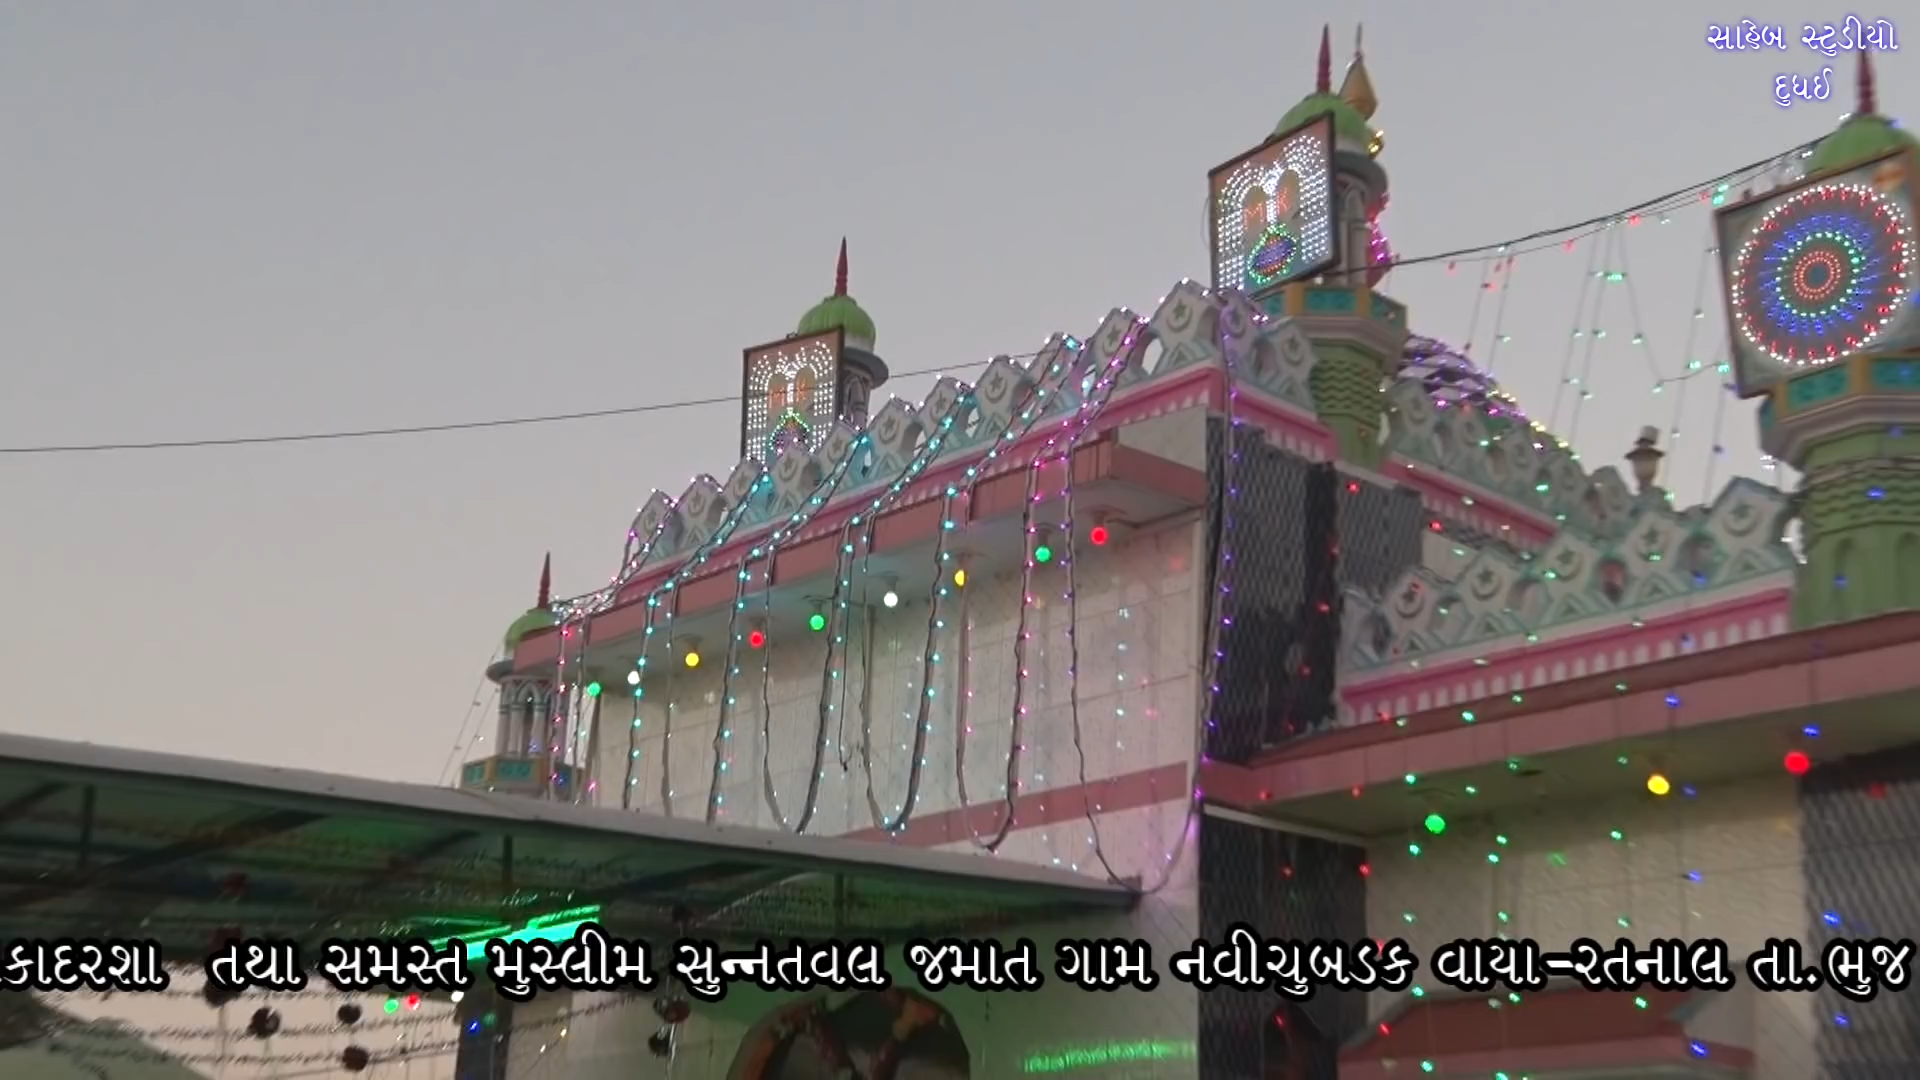 સાહેબ સ્ટુડીયો
દુધઈ
M K
M K
કાદરશા તથા સમસ્ત મુસ્લીમ સુન્નતવલ જમાત ગામ નવીચુબડક વાયા-રતનાલ તા.ભુજ